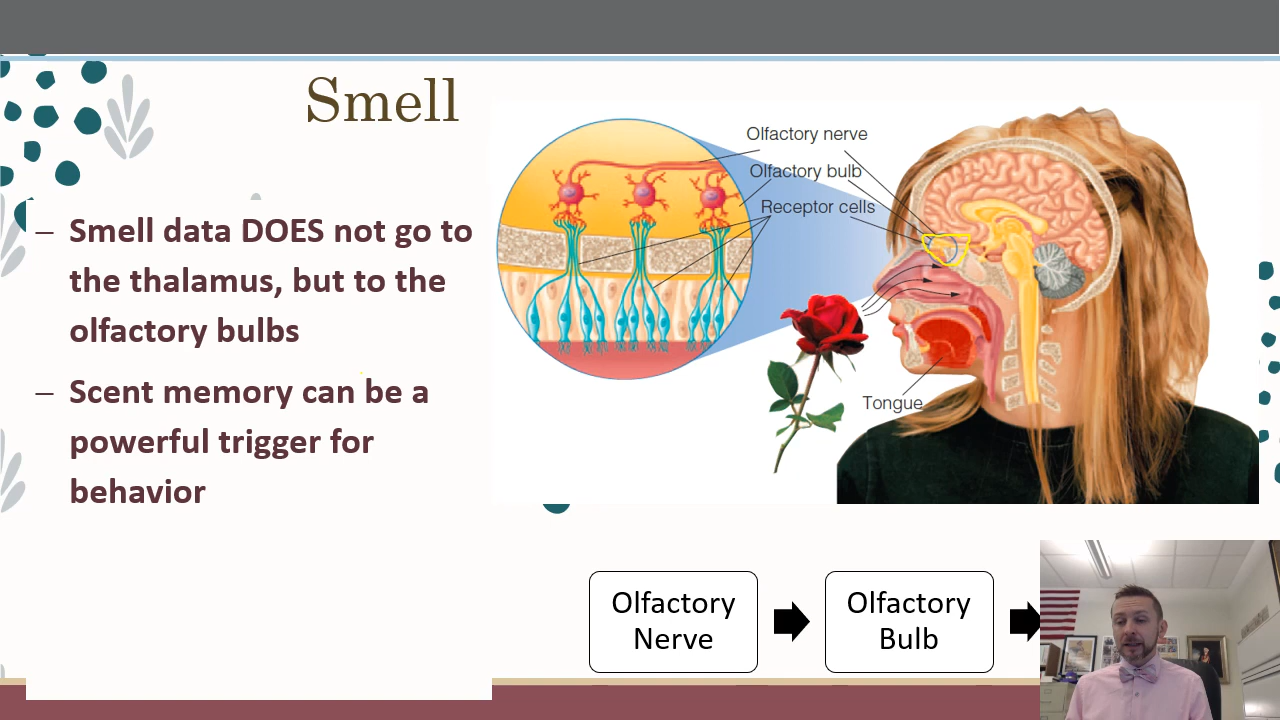 Smell
– Smell data DOES not go to
the thalamus, but to the
olfactory bulbs
– Scent memory can be a
powerful trigger for
behavior
Olfactory nerve
Olfactory bulb
Receptor cells
Tongue
Olfactory
Nerve
Olfactory
Bulb